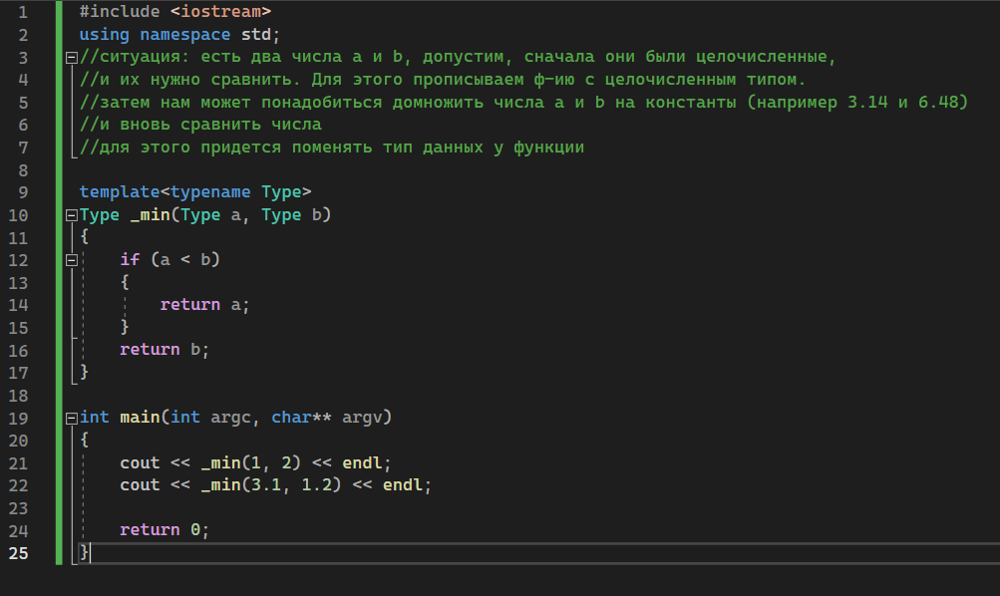 1 #include <iostream>
2 using namespace std;
3 //ситуация: есть два числа a и b, допустим, сначала они были целочисленные,
4 //и их нужно сравнить. Для этого прописываем ф-ию с целочисленным типом.
5 //затем нам может понадобиться домножить числа a и b на константы (например 3.14 и 6.48)
6 //и вновь сравнить числа
7 //для этого придется поменять тип данных у функции
8
9 template<typename Type>
10 Type _min(Type a, Type b)
11 {
12 if (a < b)
13 {
14 return a;
15 }
16 return b;
17 }
18
19 int main(int argc, char** argv)
20 {
21 cout << _min(1, 2) << endl;
22 cout << _min(3.1, 1.2) << endl;
23
24 return 0;
25 }